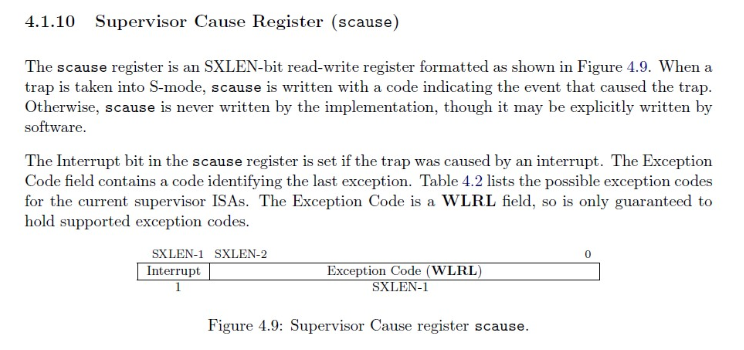 4.1.10 Supervisor Cause Register (scause)
The scause register is an SXLEN-bit read-write register formatted as shown in Figure 4.9. When a
trap is taken into S-mode, scause is written with a code indicating the event that caused the trap.
Otherwise, scause is never written by the implementation, though it may be explicitly written by
software.
The Interrupt bit in the scause register is set if the trap was caused by an interrupt. The Exception
Code field contains a code identifying the last exception. Table 4.2 lists the possible exception codes
for the current supervisor ISAs. The Exception Code is a WLRL field, so is only guaranteed to
hold supported exception codes.
SXLEN-1 SXLEN-2 0
Interrupt Exception Code (WLRL)
1 SXLEN-1
Figure 4.9: Supervisor Cause register scause.